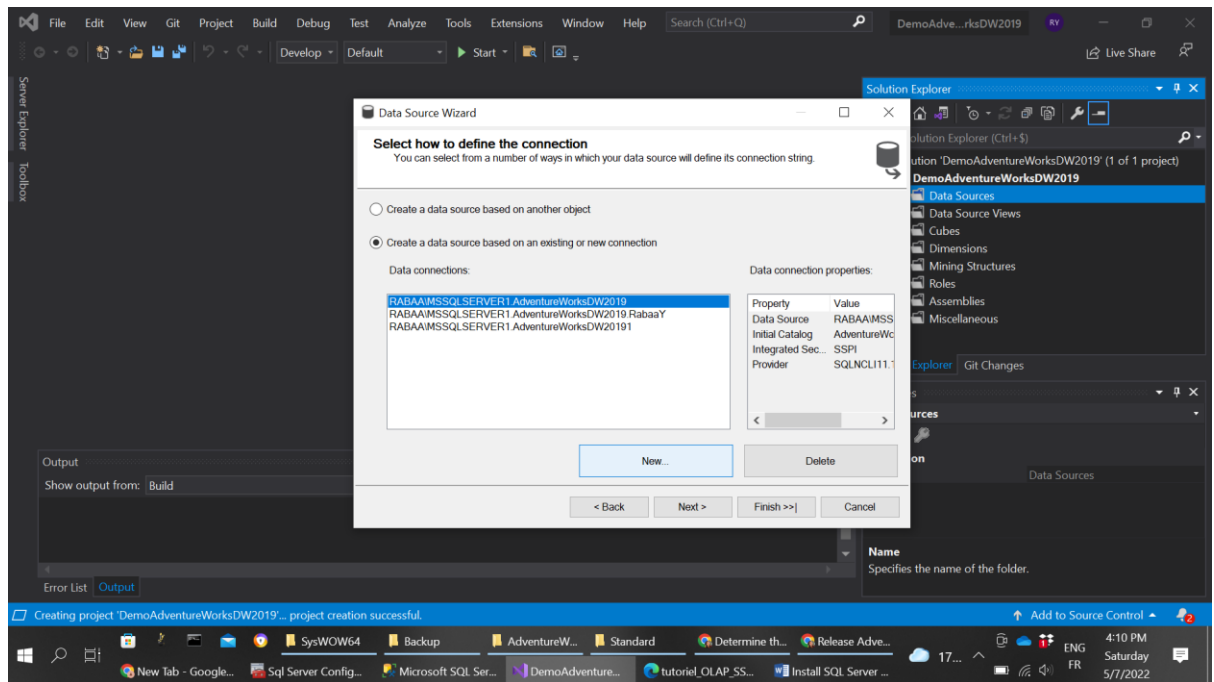 File Edit View Git Project Build Debug Test Analyze Tools Extensions Window Help Search (Ctrl+Q) DemoAdve...rksDW2019 RY
Develop Default Start Live Share
Server Explorer
Toolbox
Solution Explorer
olution Explorer (Ctrl+$)
ution 'DemoAdventureWorksDW2019' (1 of 1 project)
DemoAdventureWorksDW2019
Data Sources
Data Source Views
Cubes
Dimensions
Mining Structures
Roles
Assemblies
Miscellaneous
Explorer Git Changes
s
urces
on
Data Sources
Name
Specifies the name of the folder.
Data Source Wizard
Select how to define the connection
You can select from a number of ways in which your data source will define its connection string.
Create a data source based on another object
Create a data source based on an existing or new connection
Data connections:
RABAA\MSSQLSERVER1.AdventureWorksDW2019
RABAA\MSSQLSERVER1.AdventureWorksDW2019.RabaaY
RABAA\MSSQLSERVER1.AdventureWorksDW20191
Data connection properties:
Property Value
Data Source RABAA\MSS
Initial Catalog AdventureWc
Integrated Sec... SSPI
Provider SQLNCLI11.1
New... Delete
< Back Next > Finish >>| Cancel
Output
Show output from: Build
Error List Output
Creating project 'DemoAdventureWorksDW2019'... project creation successful. Add to Source Control 2
SysWOW64 Backup AdventureW... Standard Determine th... Release Adve...
New Tab - Google... Sql Server Config... Microsoft SQL Ser... DemoAdventure... tutoriel_OLAP_SS... Install SQL Server ...
17...
ENG
FR
4:10 PM
Saturday
5/7/2022